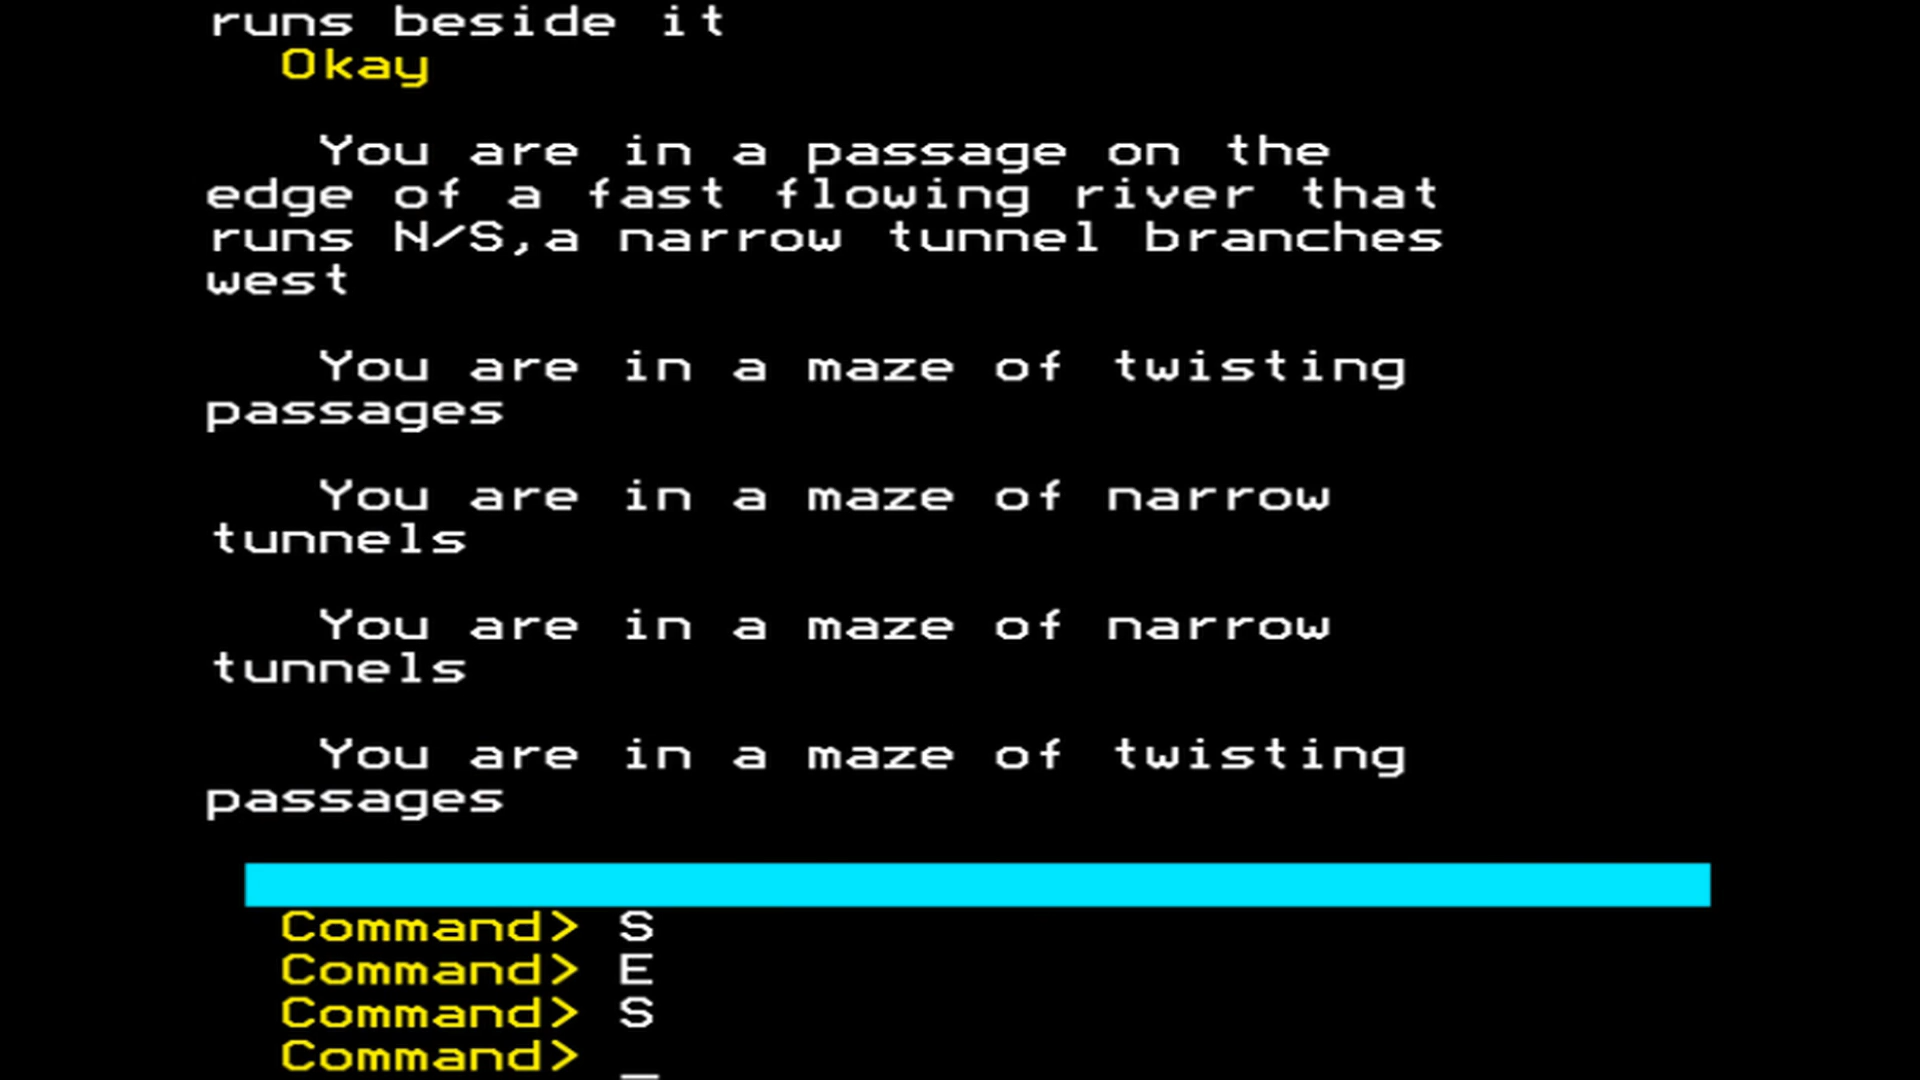 runs beside it
Okay
You are in a passage on the
edge of a fast flowing river that
runs N/S,a narrow tunnel branches
west
You are in a maze of twisting
passages
You are in a maze of narrow
tunnels
You are in a maze of narrow
tunnels
You are in a maze of twisting
passages
Command> S
Command> E
Command> S
Command> _